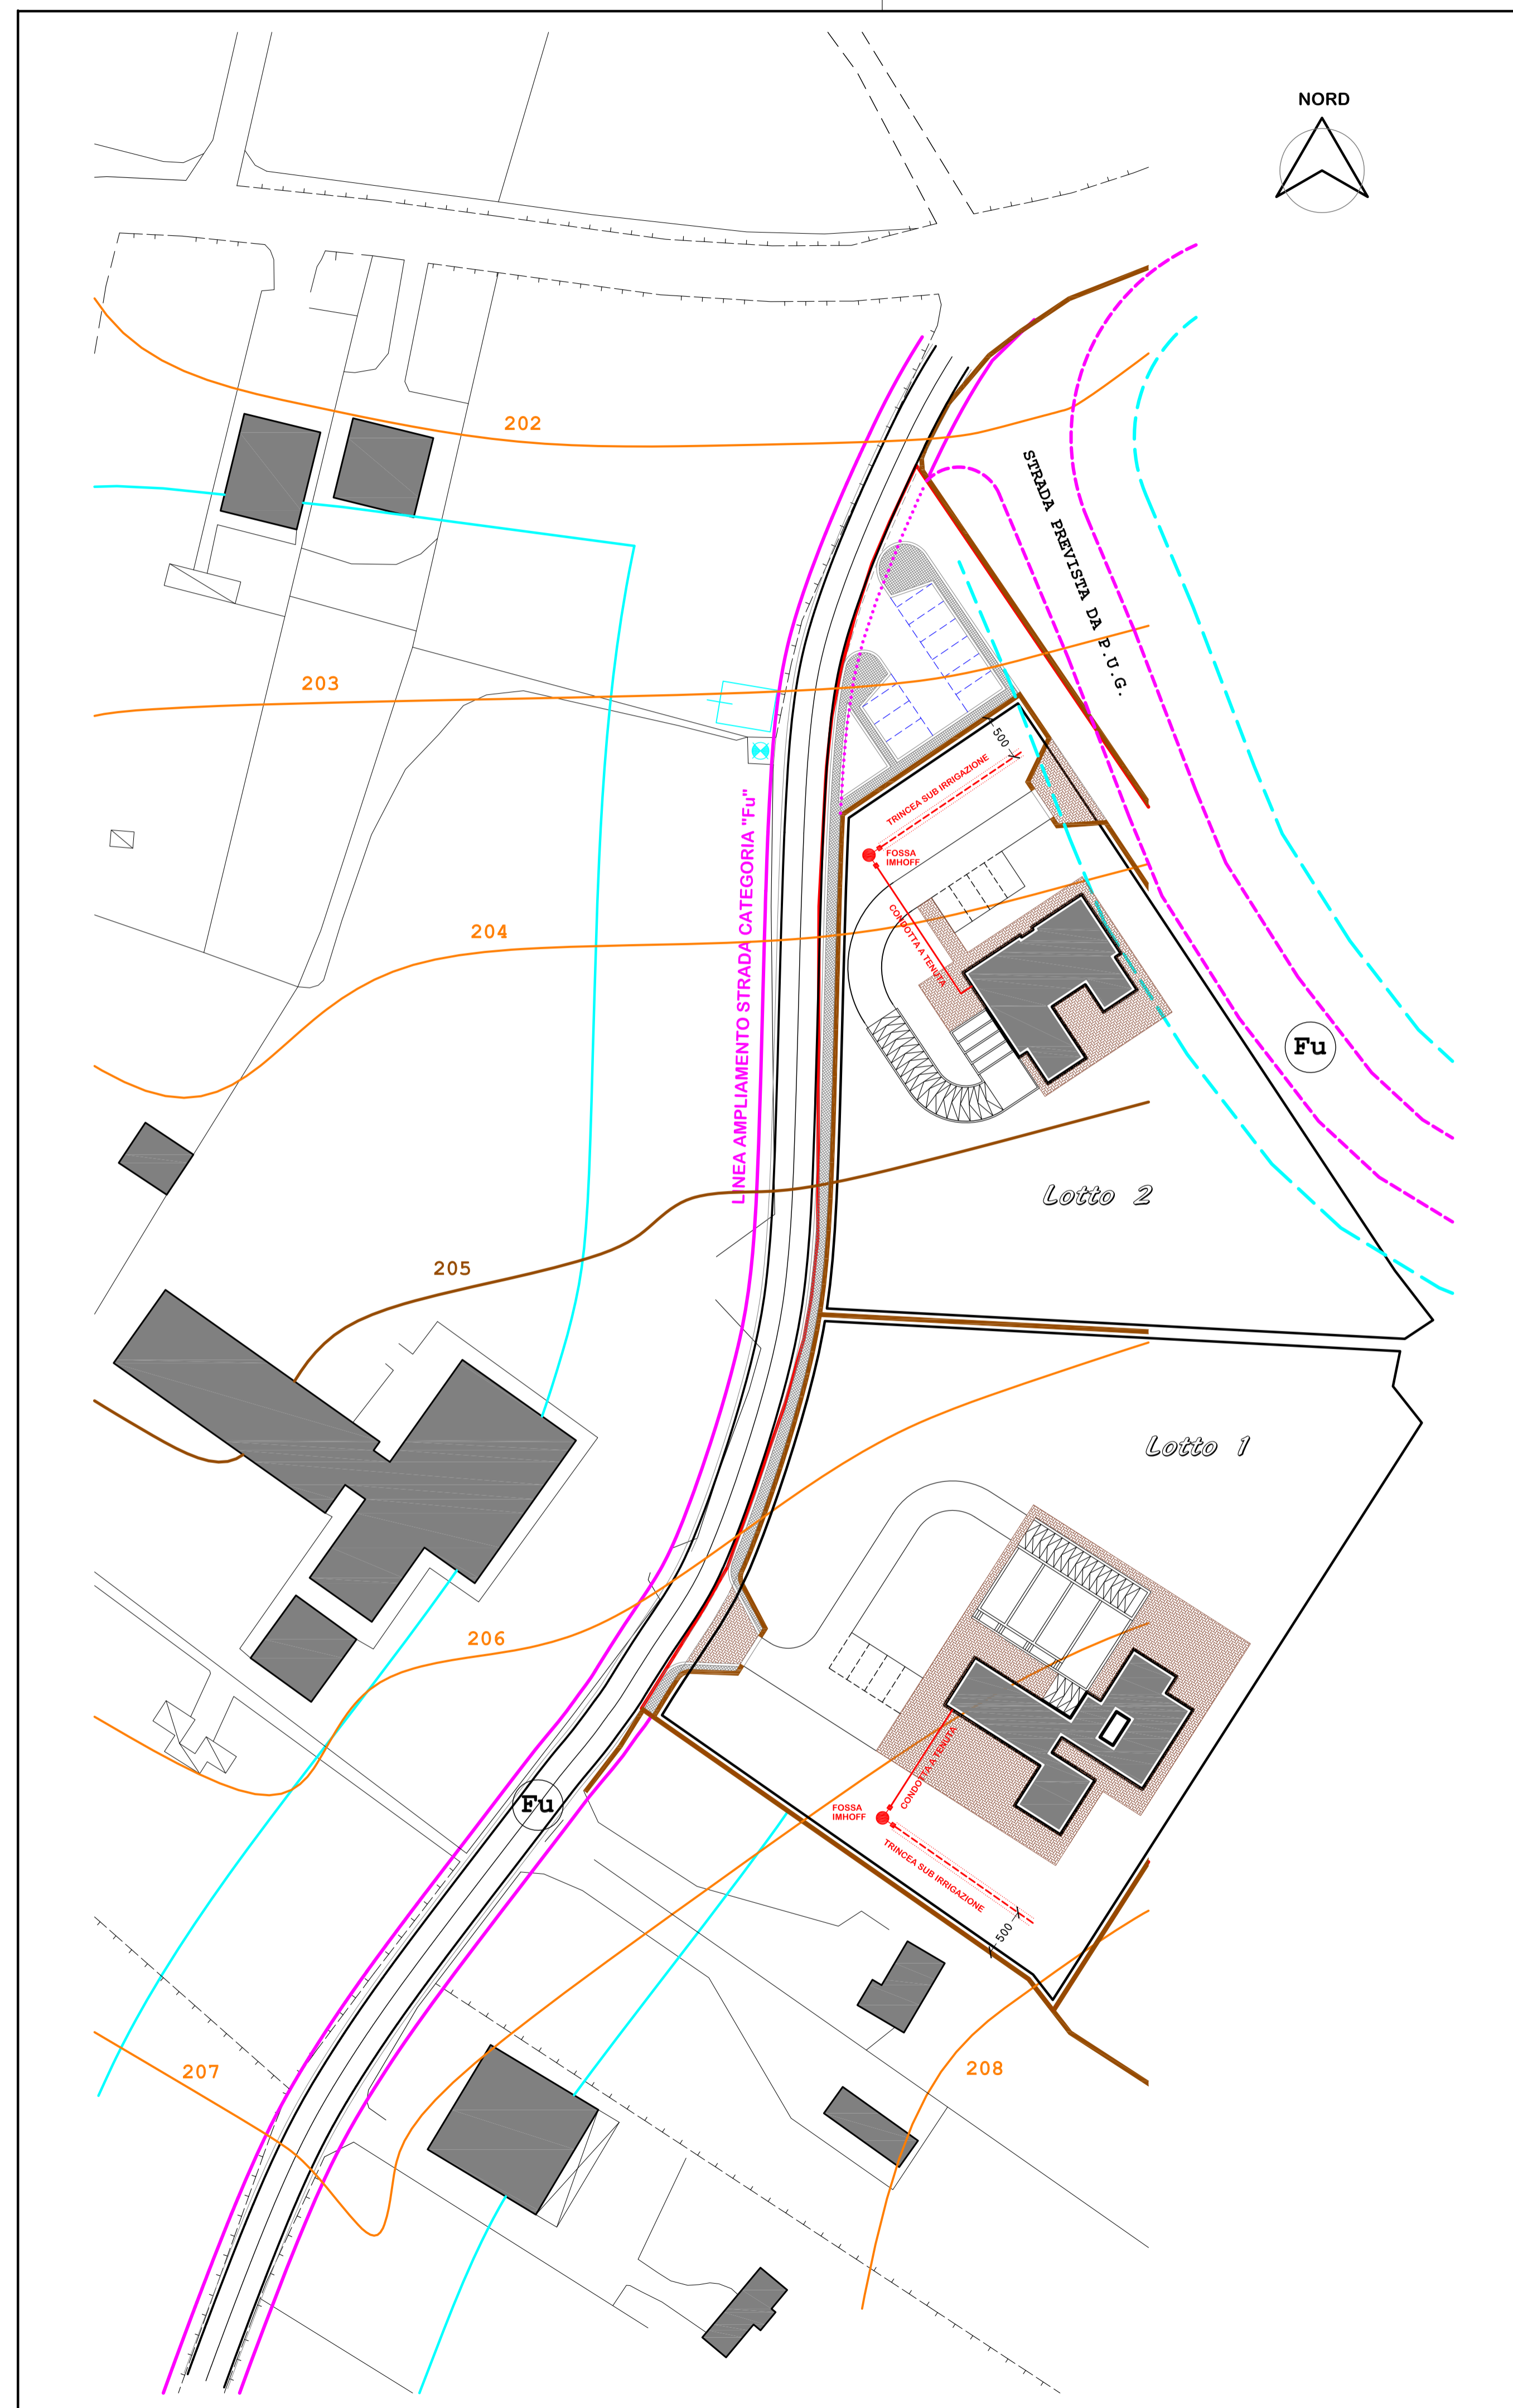 NORD
202
STRADA PREVISTA DA P.U.G.
203
500
TRINCEA SUB IRRIGAZIONE
FOSSA
IMHOFF
CONDOTTA A TENUTA
LINEA AMPLIAMENTO STRADA CATEGORIA "Fu"
204
Fu
Lotto 2
205
Lotto 1
206
CONDOTTA A TENUTA
Fu
FOSSA
IMHOFF
TRINCEA SUB IRRIGAZIONE
500
207
208